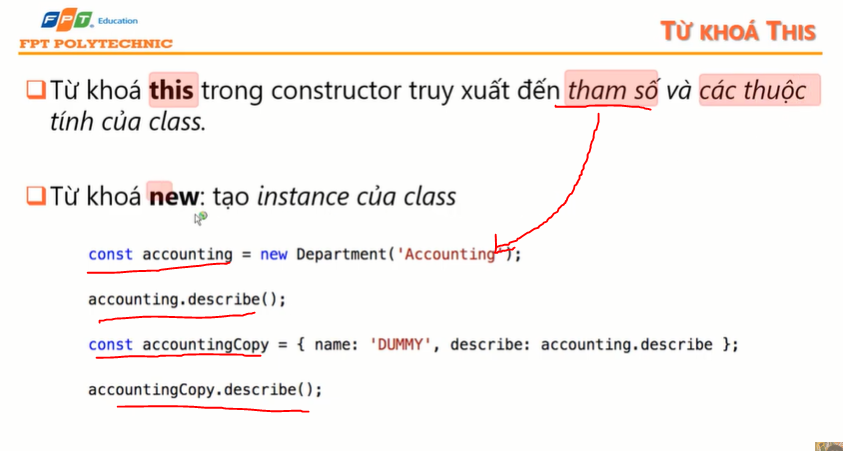 FPT Education
FPT POLYTECHNIC
TỪ KHOÁ THIS
Từ khoá this trong constructor truy xuất đến tham số và các thuộc
tính của class.
Từ khoá new: tạo instance của class
const accounting = new Department('Accounting');
accounting.describe();
const accountingCopy = { name: 'DUMMY', describe: accounting.describe };
accountingCopy.describe();